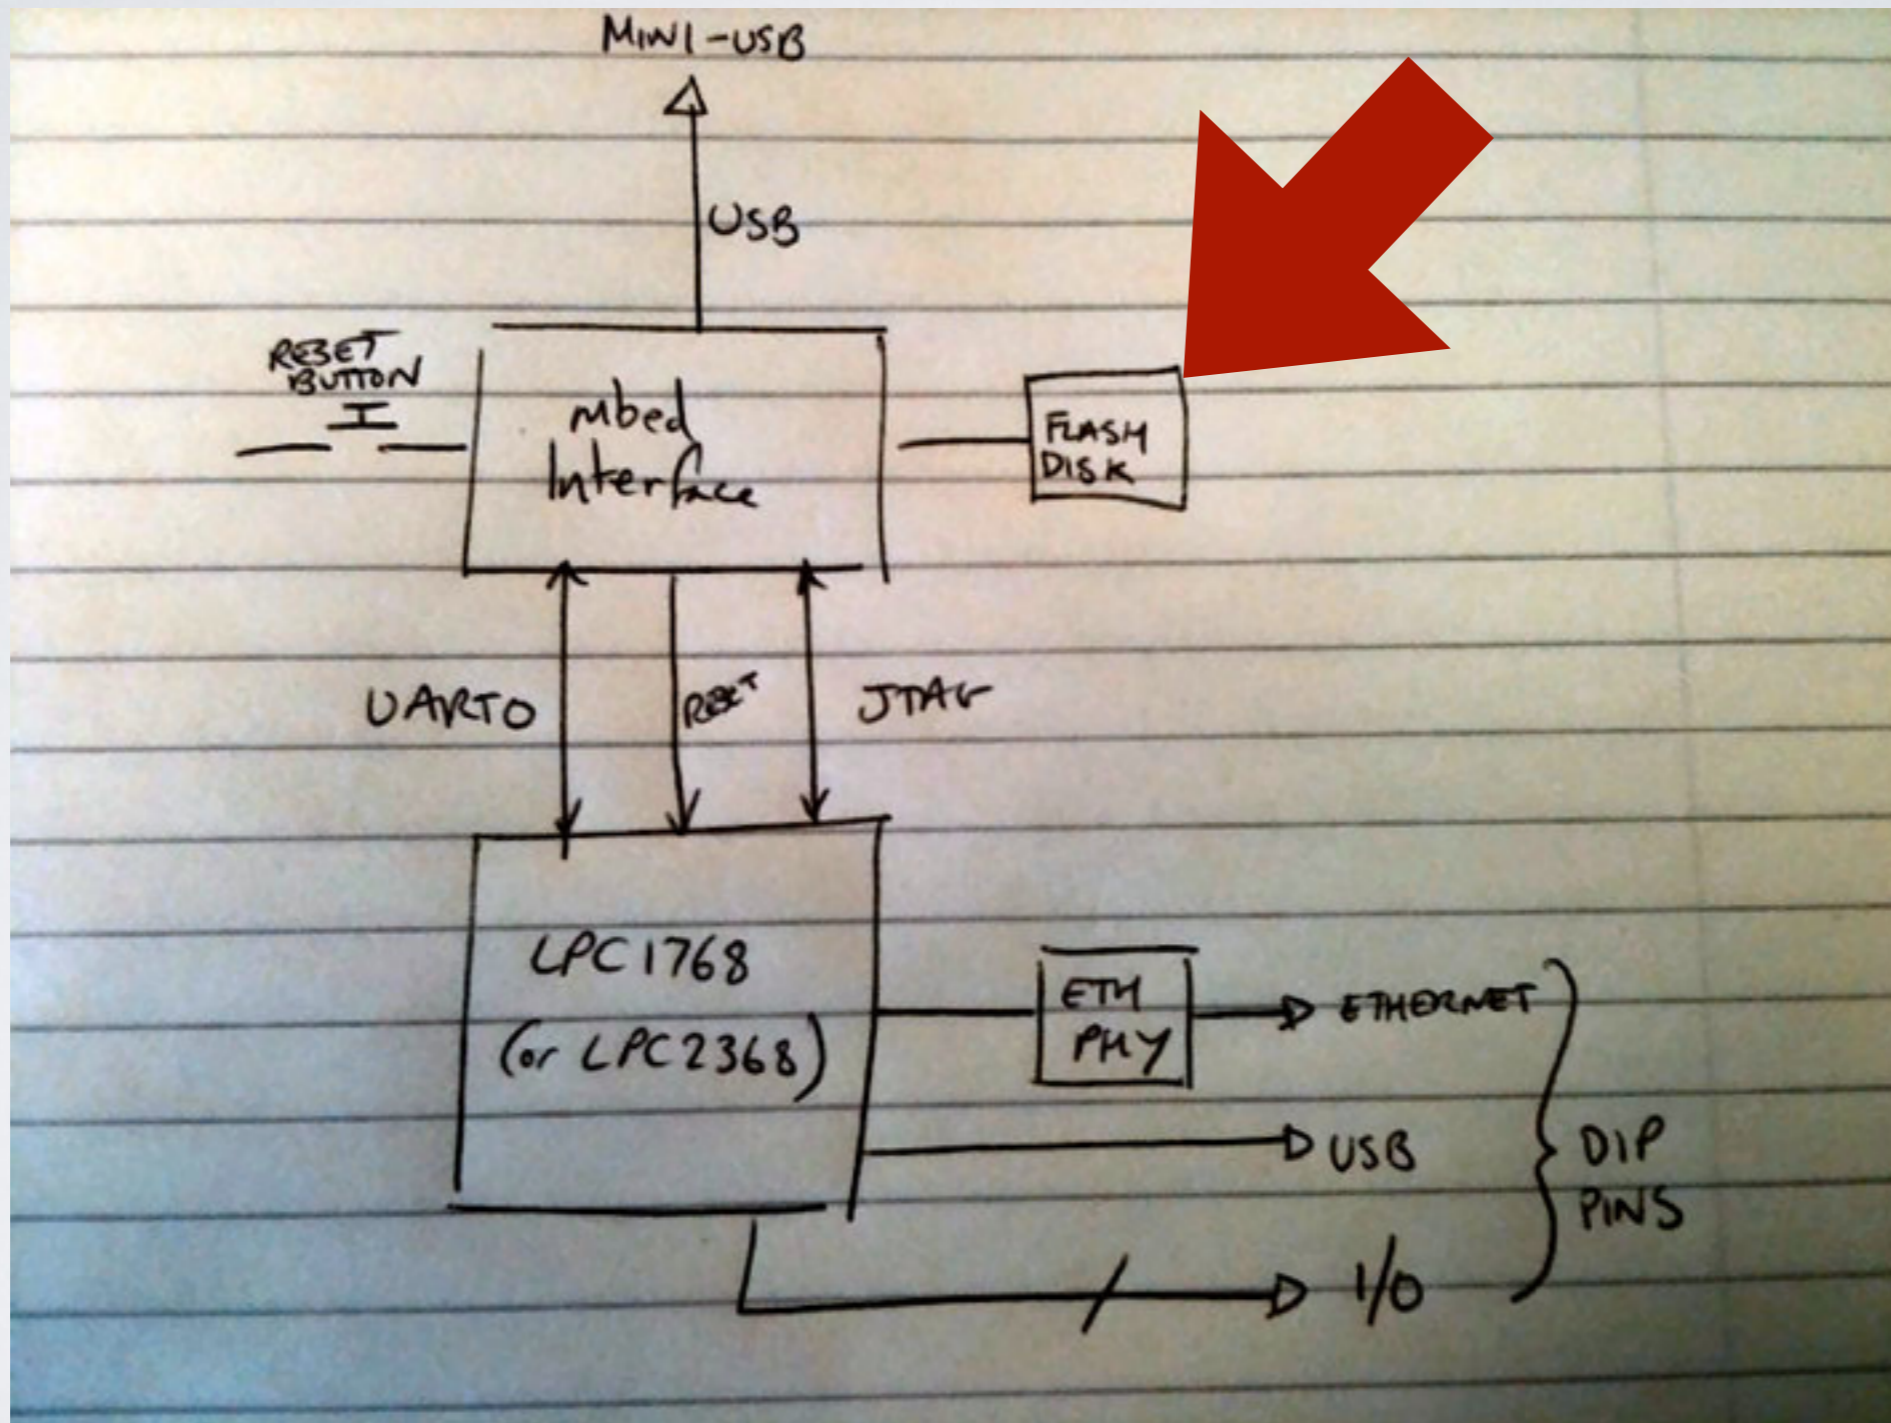 MINI-USB
USB
RESET
BUTTON
mbed
Interface
FLASH
DISK
UART0
RESET
JTAG
LPC1768
(or LPC2368)
ETH
PHY
ETHERNET
USB
DIP
PINS
I/O